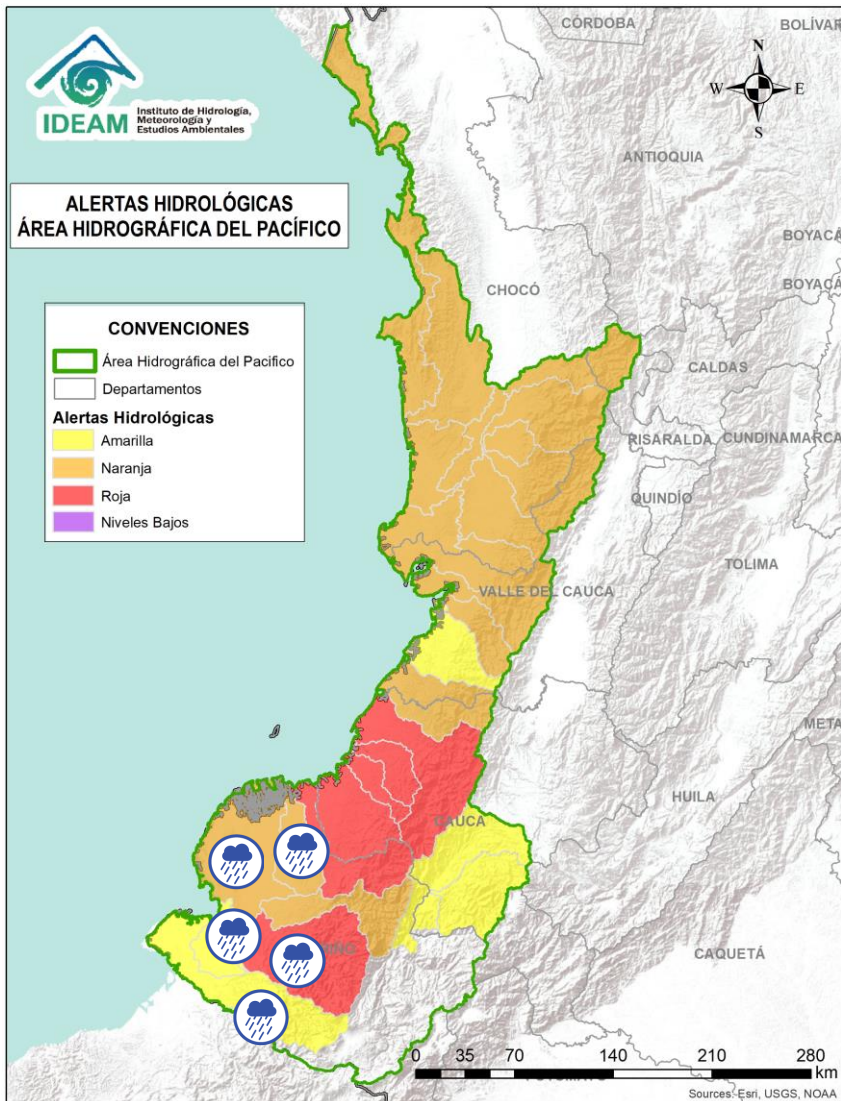 CÓRDOBA
BOLÍVAR
IDEAM
Instituto de Hidrología,
Meteorología y
Estudios Ambientales
N
W
E
S
ANTIOQUIA
ALERTAS HIDROLÓGICAS
ÁREA HIDROGRÁFICA DEL PACÍFICO
BOYACÁ
BOYACÁ
CHOCÓ
CONVENCIONES
Área Hidrográfica del Pacifico
Departamentos
Alertas Hidrológicas
Amarilla
Naranja
Roja
Niveles Bajos
CALDAS
RISARALDA
CUNDINAMARCA
QUINDÍO
TOLIMA
VALLE DEL CAUCA
META
HUILA
CAUCA
CAQUETÁ
0 35 70 140 210 280
km
Sources: Esri, USGS, NOAA